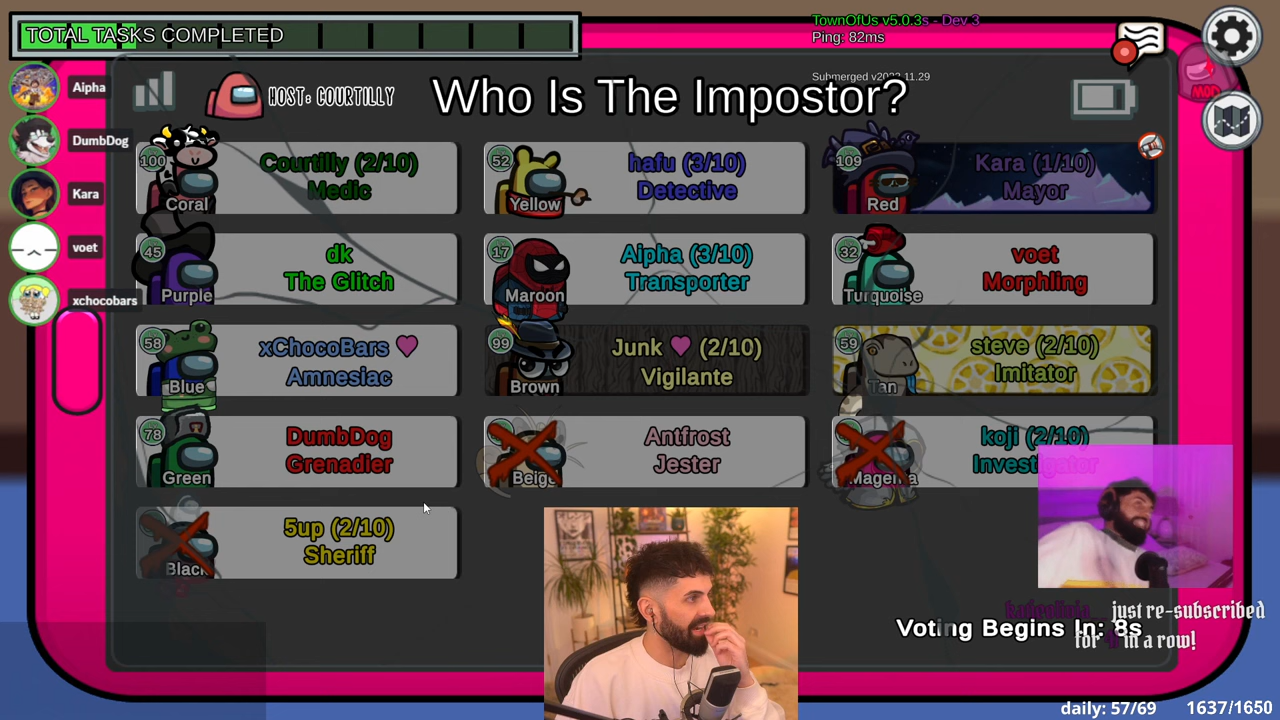 TOTAL TASKS COMPLETED
TownOfUs v5.0.3s - Dev 3
Ping: 82ms
Submerged v2022.11.29
Aipha
DumbDog
Kara
voet
xchocobars
HOST: COURTILLY
Who Is The Impostor?
MOD
100
Coral
Courtilly (2/10)
Medic
52
Yellow
hafu (3/10)
Detective
109
Red
Kara (1/10)
Mayor
45
Purple
dk
The Glitch
17
Maroon
Aipha (3/10)
Transporter
32
Turquoise
voet
Morphling
58
Blue
xChocoBars
Amnesiac
99
Brown
Junk (2/10)
Vigilante
59
Tan
steve (2/10)
Imitator
78
Green
DumbDog
Grenadier
Beige
Antfrost
Jester
Magenta
koji (2/10)
Investigator
Black
5up (2/10)
Sheriff
just re-subscribed
for in a row!
Voting Begins In: 8s
daily: 57/69
1637/1650